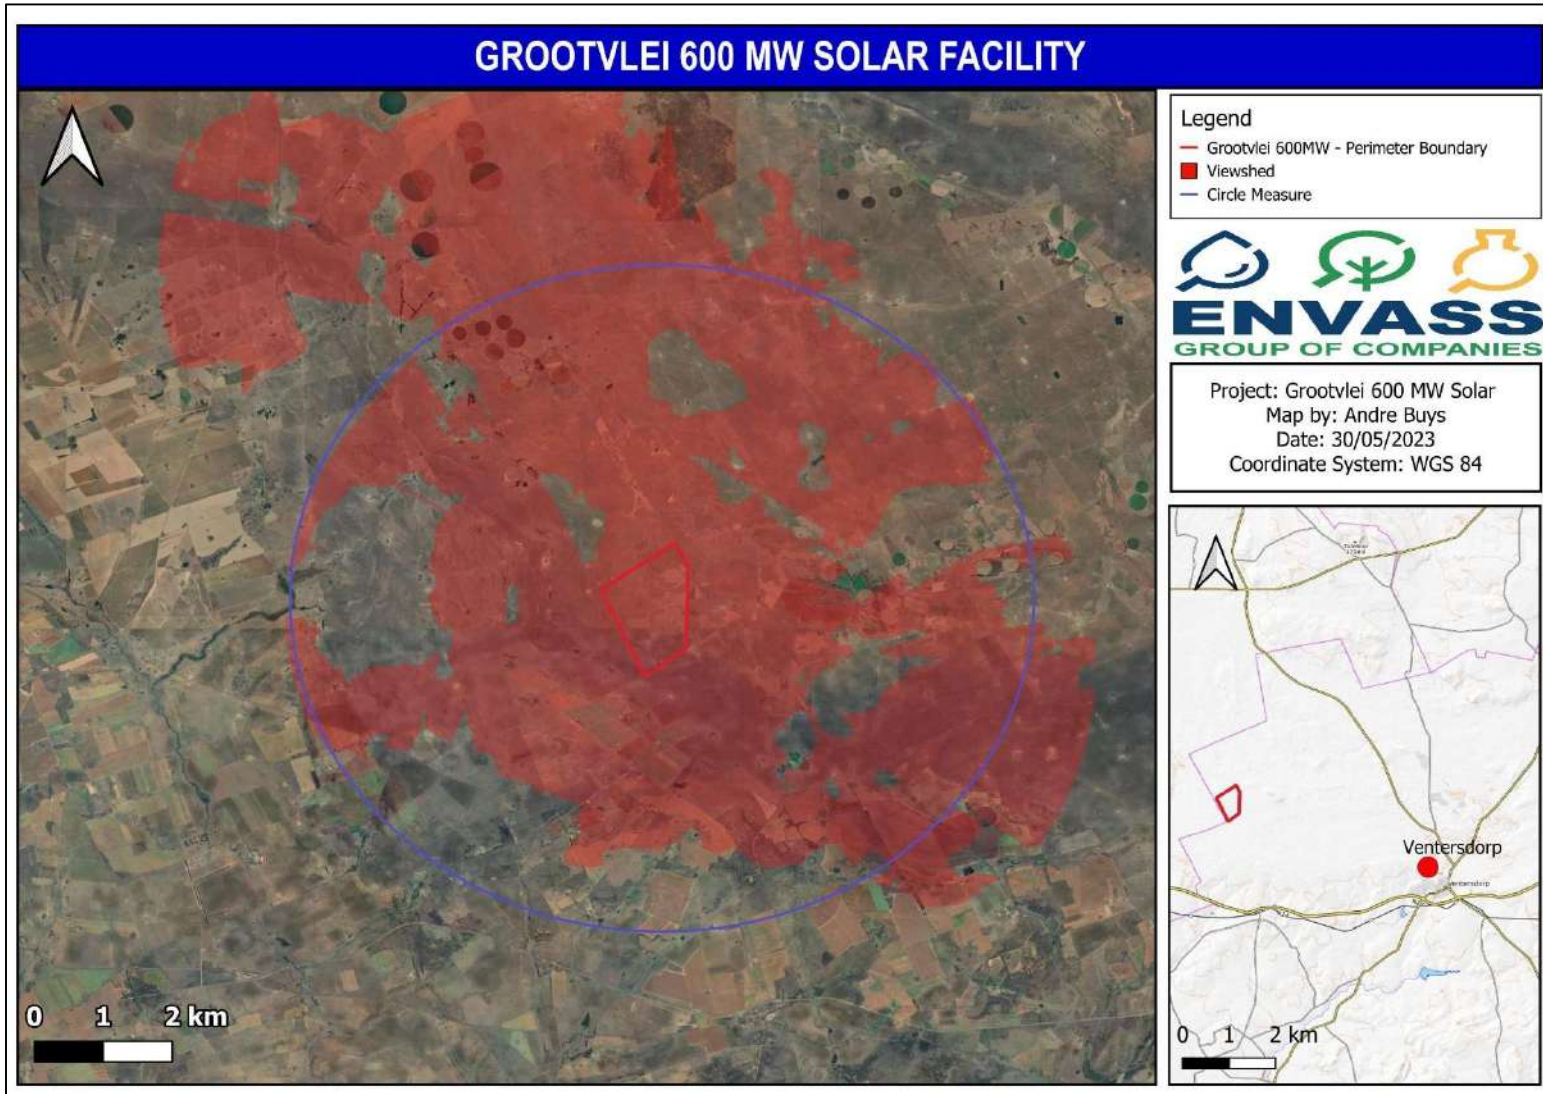 GROOTVLEI 600 MW SOLAR FACILITY
Legend
Grootvlei 600MW - Perimeter Boundary
Viewshed
Circle Measure
ENVASS
GROUP OF COMPANIES
Project: Grootvlei 600 MW Solar
Map by: Andre Buys
Date: 30/05/2023
Coordinate System: WGS 84
Ventersdorp
Ventersdorp
0 1 2 km
0 1 2 km